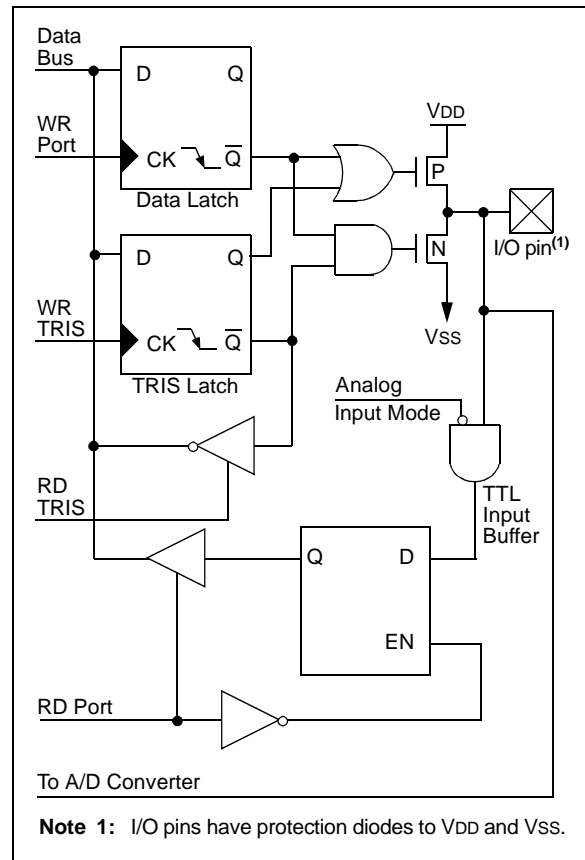 Data
Bus
D Q
WR
Port
CK Q
Data Latch
VDD
P
N
I/O pin(1)
VSS
D Q
WR
TRIS
CK Q
TRIS Latch
Analog
Input Mode
TTL
Input
Buffer
RD
TRIS
Q D
EN
RD Port
To A/D Converter
Note 1: I/O pins have protection diodes to VDD and VSS.